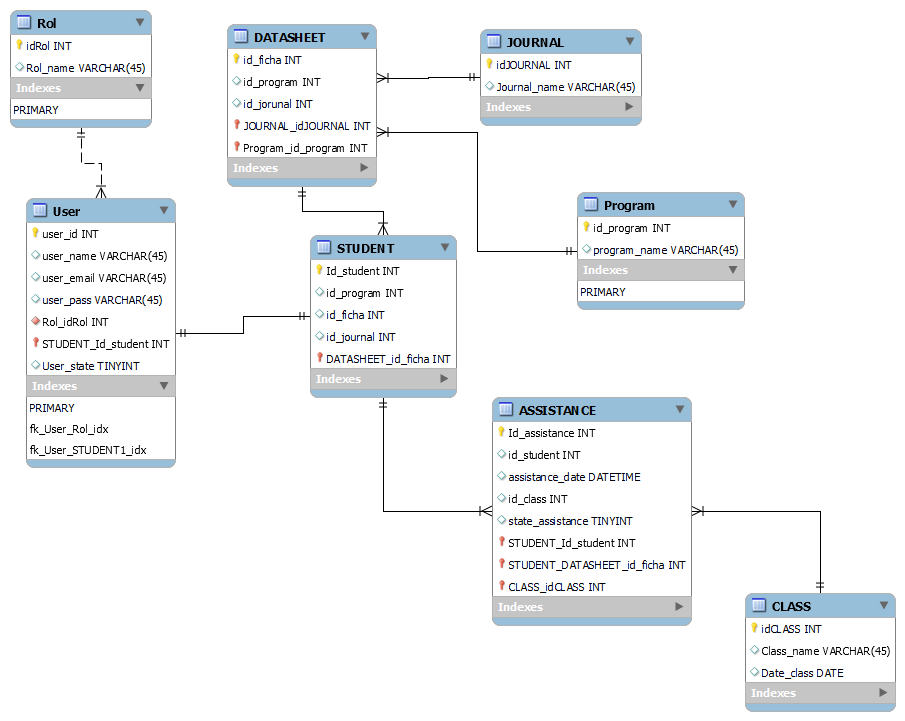 Rol
idRol INT
Rol_name VARCHAR(45)
Indexes
PRIMARY
DATASHEET
id_ficha INT
id_program INT
id_jorunal INT
JOURNAL_idJOURNAL INT
Program_id_program INT
Indexes
JOURNAL
idJOURNAL INT
Journal_name VARCHAR(45)
Indexes
User
user_id INT
user_name VARCHAR(45)
user_email VARCHAR(45)
user_pass VARCHAR(45)
Rol_idRol INT
STUDENT_Id_student INT
User_state TINYINT
Indexes
PRIMARY
fk_User_Rol_idx
fk_User_STUDENT1_idx
STUDENT
Id_student INT
id_program INT
id_ficha INT
id_journal INT
DATASHEET_id_ficha INT
Indexes
Program
id_program INT
program_name VARCHAR(45)
Indexes
PRIMARY
ASSISTANCE
Id_assistance INT
id_student INT
assistance_date DATETIME
id_class INT
state_assistance TINYINT
STUDENT_Id_student INT
STUDENT_DATASHEET_id_ficha INT
CLASS_idCLASS INT
Indexes
CLASS
idCLASS INT
Class_name VARCHAR(45)
Date_class DATE
Indexes